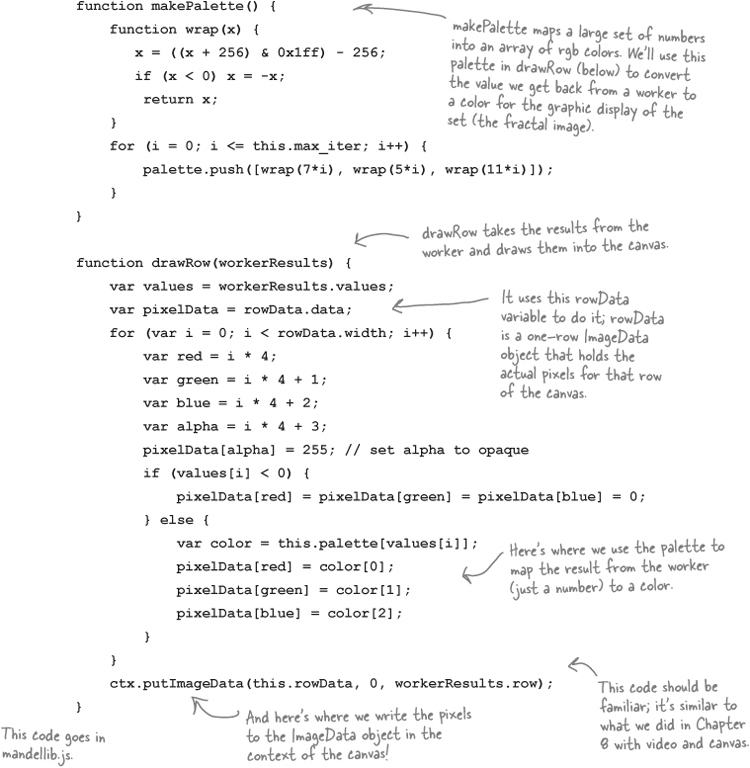 function makePalette() {
function wrap(x) {
x = ((x + 256) & 0x1ff) - 256;
if (x < 0) x = -x;
return x;
}
for (i = 0; i <= this.max_iter; i++) {
palette.push([wrap(7*i), wrap(5*i), wrap(11*i)]);
}
}
makePalette maps a large set of numbers
into an array of rgb colors. We'll use this
palette in drawRow (below) to convert
the value we get back from a worker to
a color for the graphic display of the
set (the fractal image).
drawRow takes the results from the
worker and draws them into the canvas.
function drawRow(workerResults) {
var values = workerResults.values;
var pixelData = rowData.data;
for (var i = 0; i < rowData.width; i++) {
var red = i * 4;
var green = i * 4 + 1;
var blue = i * 4 + 2;
var alpha = i * 4 + 3;
pixelData[alpha] = 255; // set alpha to opaque
if (values[i] < 0) {
pixelData[red] = pixelData[green] = pixelData[blue] = 0;
} else {
var color = this.palette[values[i]];
pixelData[red] = color[0];
pixelData[green] = color[1];
pixelData[blue] = color[2];
}
}
ctx.putImageData(this.rowData, 0, workerResults.row);
}
It uses this rowData
variable to do it; rowData
is a one-row ImageData
object that holds the
actual pixels for that row
of the canvas.
Here's where we use the palette to
map the result from the worker
(just a number) to a color.
This code should be
familiar; it's similar to
what we did in Chapter
8 with video and canvas.
And here's where we write the pixels
to the ImageData object in the
context of the canvas!
This code goes in
mandellib.js.